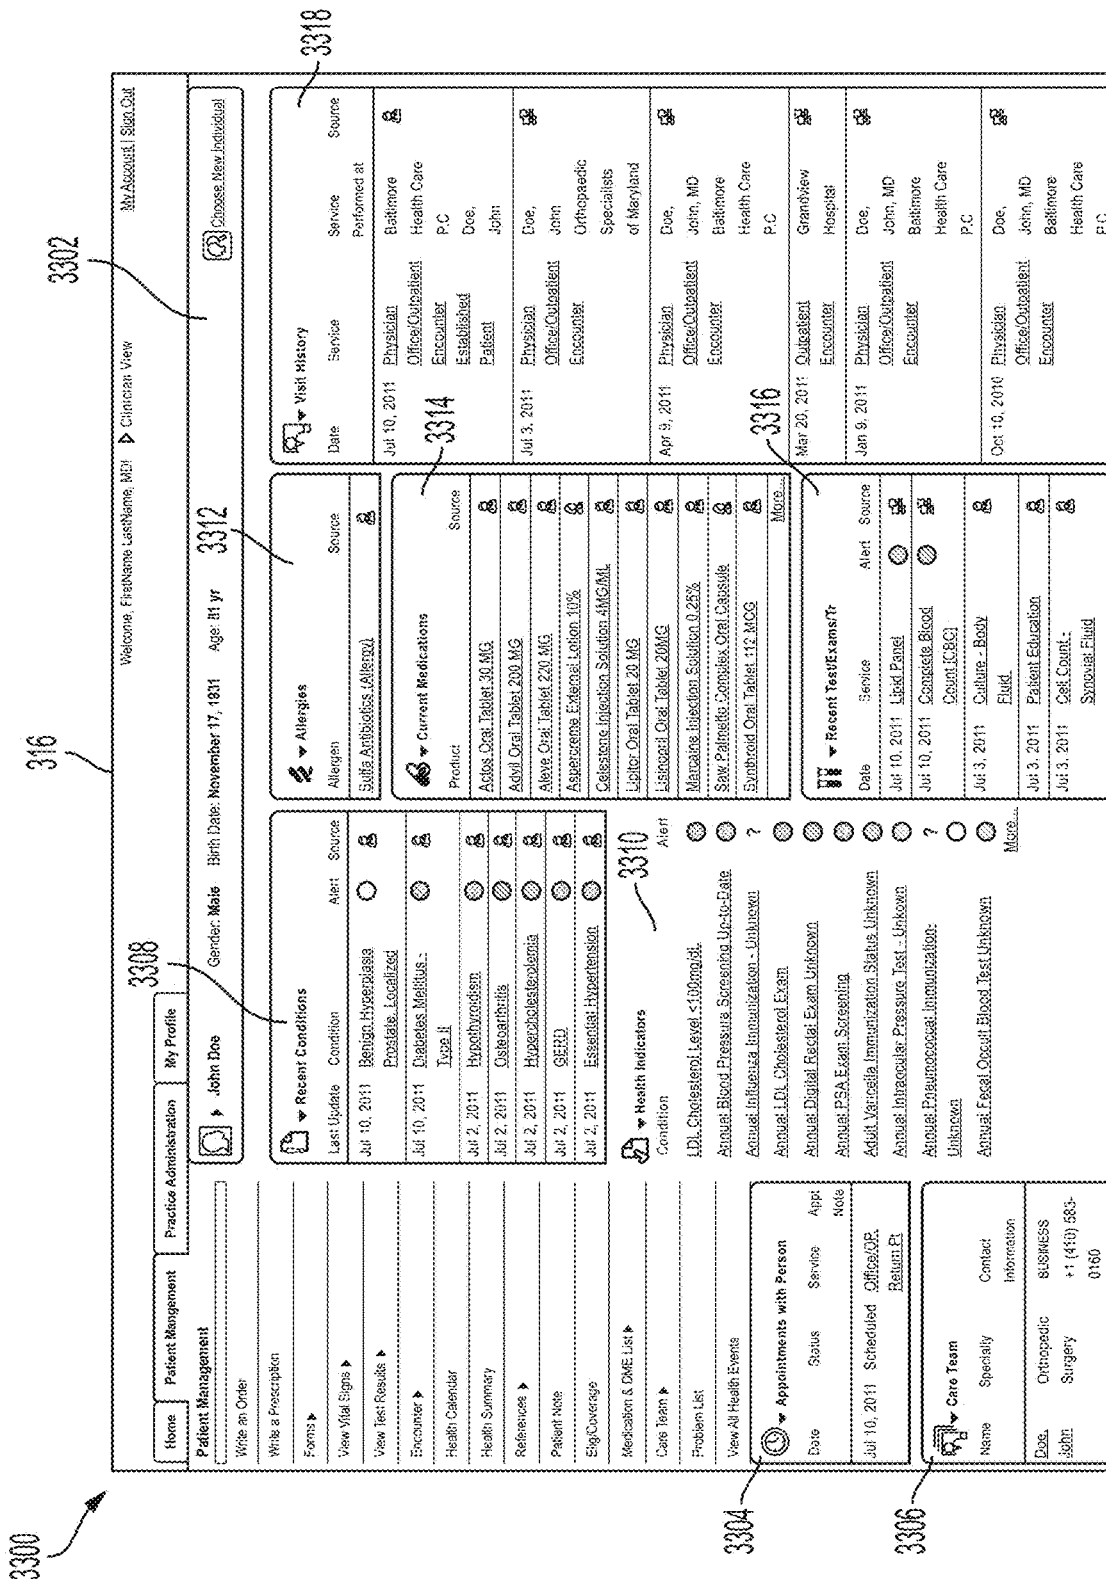 3300
316
Welcome, FirstName LastName, MD! Clinician View
My Account | Sign Out
Home
Patient Mangement
Practice Administration
My Profile
3302
John Doe
Gender: Male
Birth Date: November 17, 1931
Age: 81 yr
Choose New Individual
Patient Management
Write an Order
Write a Prescription
Forms
View Vital Signs
View Test Results
Encounter
Health Calendar
Health Summary
References
Patient Note
Elig/Coverage
Medication & DME List
Care Team
Problem List
View All Health Events
3304
Appointments with Person
Date Status Service Appt
Note
Jul 10, 2011 Scheduled Office/OP.
Return Pt
3306
Care Team
Name Specialty Contact
Information
Doe, Orthopedic BUSINESS
John Surgery +1 (410) 583-
0160
3308
Recent Conditions
Last Update Condition Alert Source
Jul 10, 2011 Benign Hyperplasia
Prostate, Localized
Jul 10, 2011 Diabetes Mellitus -
Type II
Jul 2, 2011 Hypothyroidism
Jul 2, 2011 Osteoarthritis
Jul 2, 2011 Hypercholesterolemia
Jul 2, 2011 GERD
Jul 2, 2011 Essential Hypertension
3310
Health Indicators
Condition Alert
LDL Cholesterol Level <100mg/dL
Annual Blood Pressure Screening Up-to-Date
Annual Influenza Immunization - Unknown ?
Annual LDL Cholesterol Exam
Annual Digital Rectal Exam Unknown
Annual PSA Exam Screening
Adult Varicella Immunization Status Unknown
Annual Intraocular Pressure Test - Unkown
Annual Pneumococcal Immunization- ?
Unknown
Annual Fecal Occult Blood Test Unknown
More...
3312
Allergies
Allergen Source
Sulfa Antibiotics (Allergy)
3314
Current Medications
Product Source
Actos Oral Tablet 30 MG
Advil Oral Tablet 200 MG
Aleve Oral Tablet 220 MG
Aspercreme External Lotion 10%
Celestone Injection Solution 4MG/ML
Lipitor Oral Tablet 20 MG
Lisinopril Oral Tablet 20MG
Marcaine Injection Solution 0.25%
Saw Palmetto Complex Oral Capsule
Synthroid Oral Tablet 112 MCG
More...
3316
Recent Test/Exams/Tr
Date Service Alert Source
Jul 10, 2011 Lipid Panel
Jul 10, 2011 Complete Blood
Count [CBC]
Jul 3, 2011 Culture - Body
Fluid
Jul 3, 2011 Patient Education
Jul 3, 2011 Cell Count -
Synovial Fluid
3318
Visit History
Date Service Service Source
Performed at
Jul 10, 2011 Physician Baltimore
Office/Outpatient Health Care
Encounter P.C
Established Doe,
Patient John
Jul 3, 2011 Physician Doe,
Office/Outpatient John
Encounter Orthopaedic
Specialists
of Maryland
Apr 9, 2011 Physician Doe,
Office/Outpatient John, MD
Encounter Baltimore
Health Care
P.C
Mar 20, 2011 Outpatient Grandview
Encounter Hospital
Jan 9, 2011 Physician Doe,
Office/Outpatient John, MD
Encounter Baltimore
Health Care
P.C
Oct 10, 2010 Physician Doe,
Office/Outpatient John, MD
Encounter Baltimore
Health Care
P.C